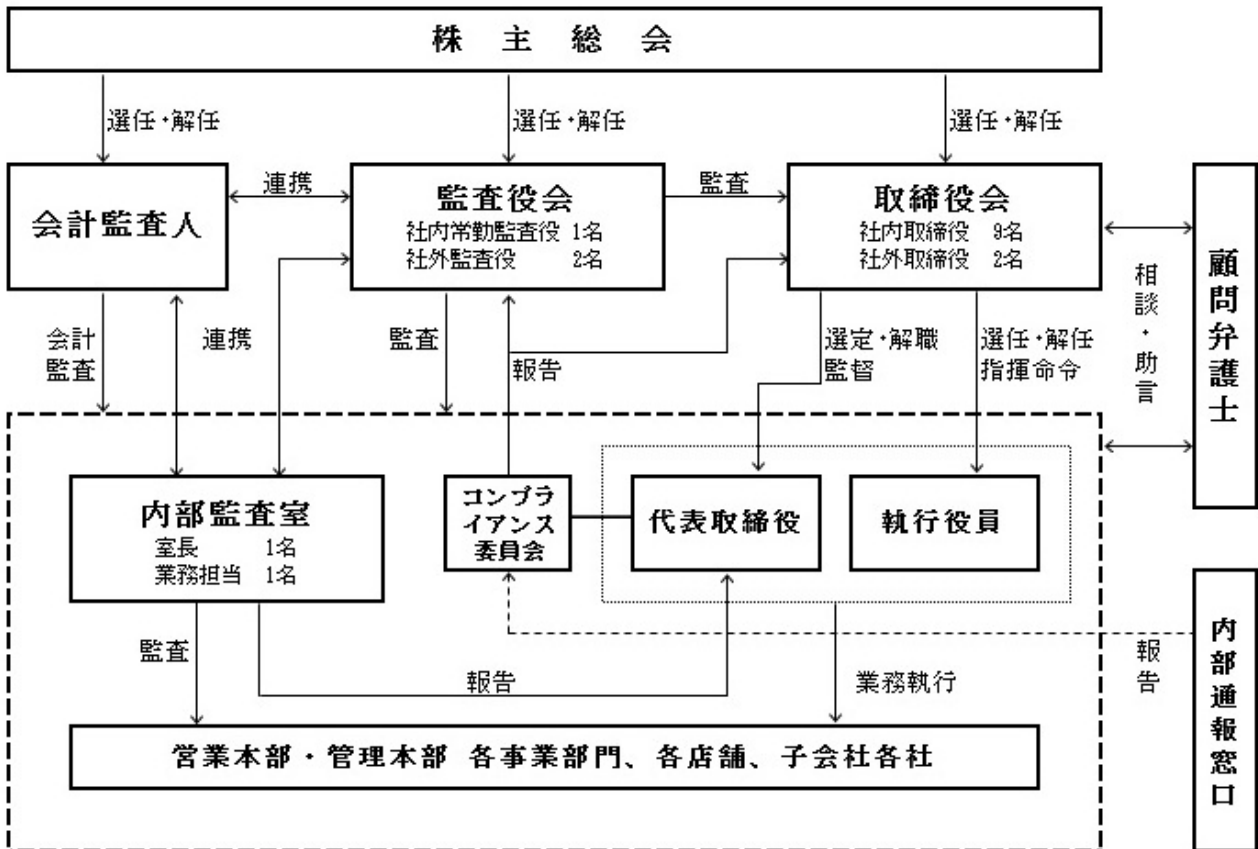 株主総会
選任・解任
選任・解任
選任・解任
会計監査人
連携
監査役会
社内常勤監査役 1名
社外監査役 2名
監査
取締役会
社内取締役 9名
社外取締役 2名
顧問弁護士
相談・助言
会計
監査
連携
監査
報告
選定・解職
監督
選任・解任
指揮命令
内部監査室
室長 1名
業務担当 1名
コンプラ
イアンス
委員会
代表取締役
執行役員
監査
報告
業務執行
報告
内部通報窓口
営業本部・管理本部 各事業部門、各店舗、子会社各社